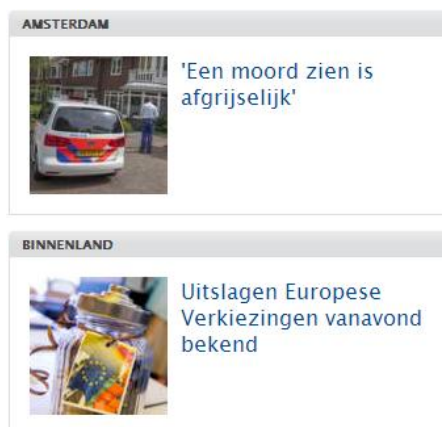 AMSTERDAM
'Een moord zien is
afgrijselijk'
BINNENLAND
Uitslagen Europese
Verkiezingen vanavond
bekend